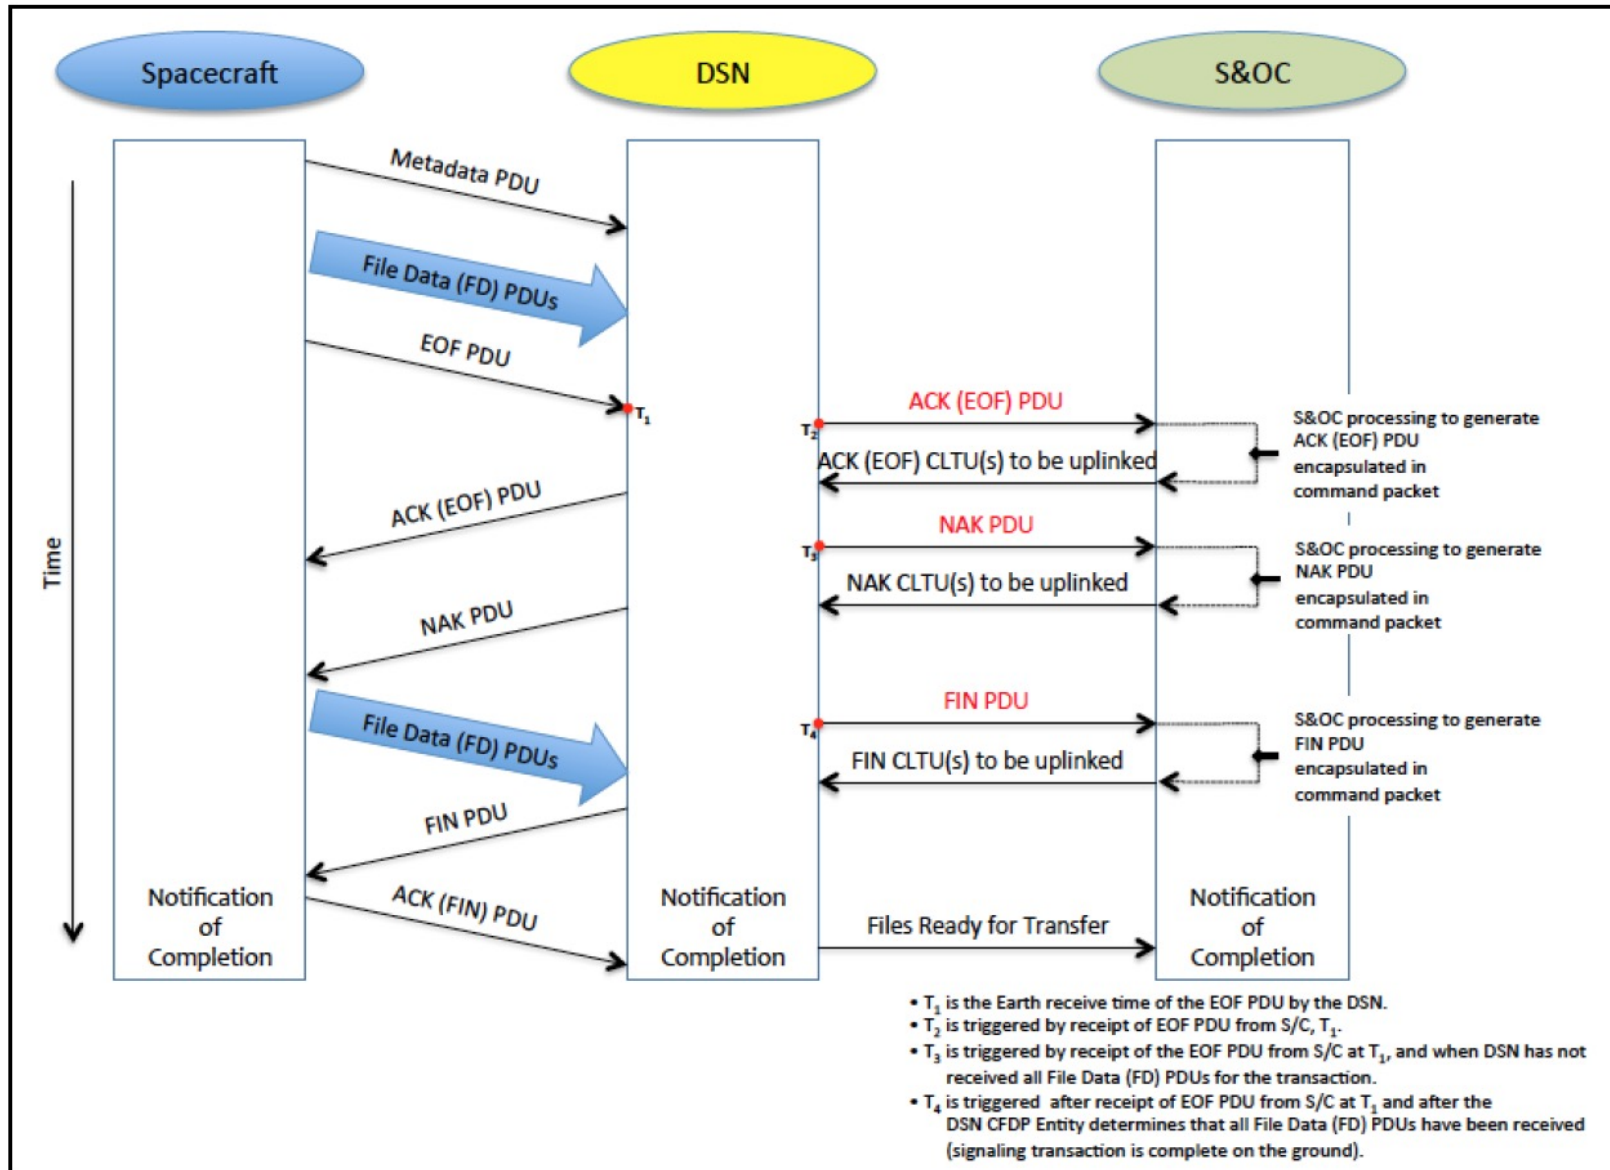 Spacecraft
DSN
S&OC
Metadata PDU
File Data (FD) PDUs
EOF PDU
T1
ACK (EOF) PDU
T2
ACK (EOF) CLTU(s) to be uplinked
S&OC processing to generate
ACK (EOF) PDU
encapsulated in
command packet
ACK (EOF) PDU
NAK PDU
T3
NAK CLTU(s) to be uplinked
S&OC processing to generate
NAK PDU
encapsulated in
command packet
Time
NAK PDU
File Data (FD) PDUs
FIN PDU
T4
FIN CLTU(s) to be uplinked
S&OC processing to generate
FIN PDU
encapsulated in
command packet
FIN PDU
ACK (FIN) PDU
Notification
of
Completion
Notification
of
Completion
Files Ready for Transfer
Notification
of
Completion
• T1 is the Earth receive time of the EOF PDU by the DSN.
• T2 is triggered by receipt of EOF PDU from S/C, T1.
• T3 is triggered by receipt of the EOF PDU from S/C at T1, and when DSN has not
received all File Data (FD) PDUs for the transaction.
• T4 is triggered after receipt of EOF PDU from S/C at T1 and after the
DSN CFDP Entity determines that all File Data (FD) PDUs have been received
(signaling transaction is complete on the ground).